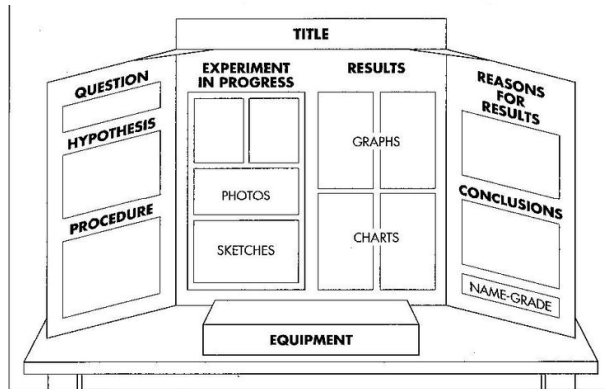 TITLE
QUESTION
HYPOTHESIS
PROCEDURE
EXPERIMENT
IN PROGRESS
PHOTOS
SKETCHES
RESULTS
GRAPHS
CHARTS
REASONS
FOR
RESULTS
CONCLUSIONS
NAME-GRADE
EQUIPMENT